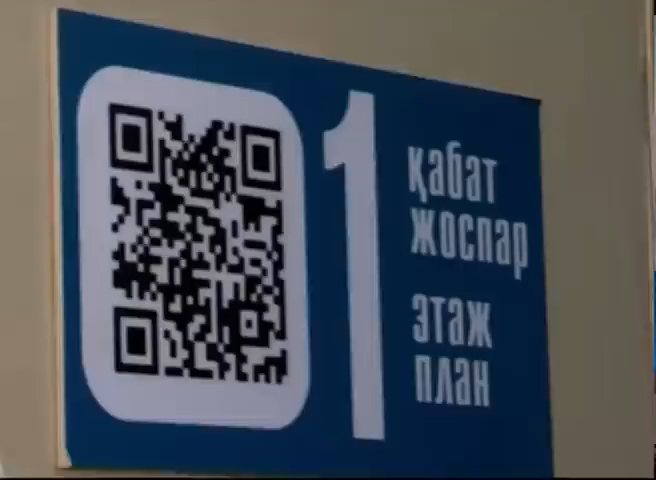 1
қабат
жоспар
этаж
план